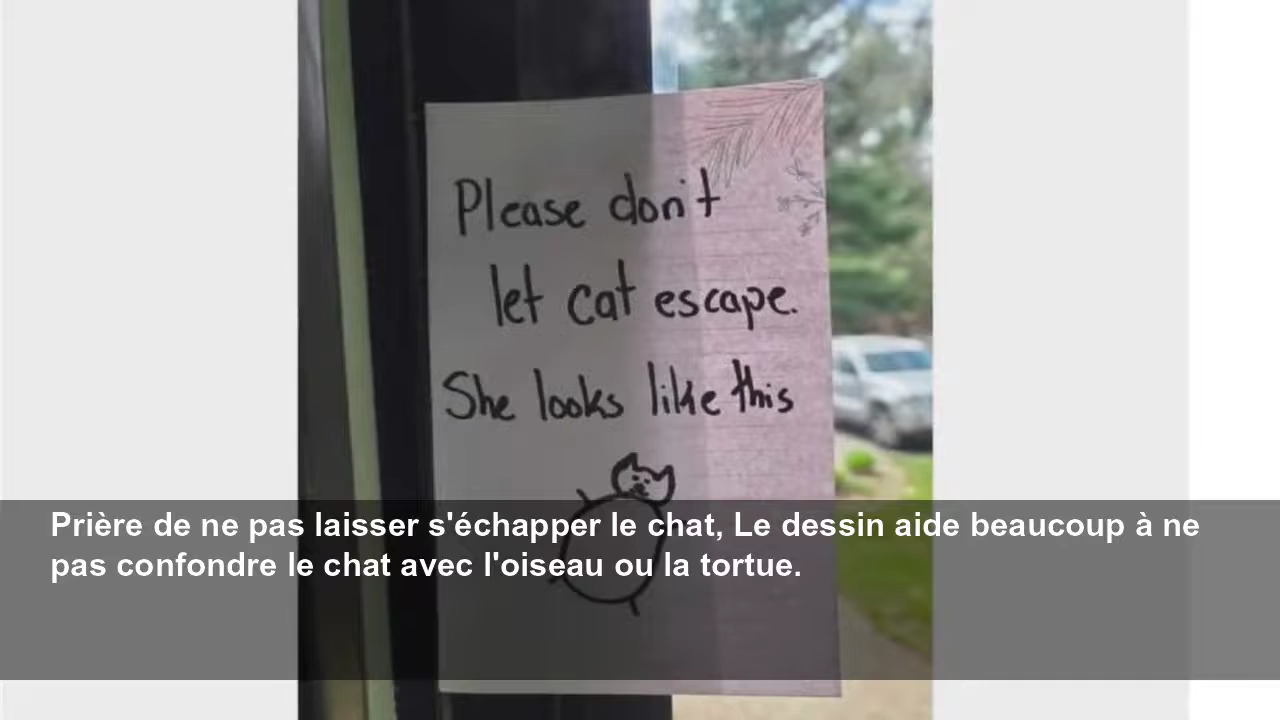 Please don't
let cat escape.
She looks like this
Prière de ne pas laisser s'échapper le chat, Le dessin aide beaucoup à ne
pas confondre le chat avec l'oiseau ou la tortue.